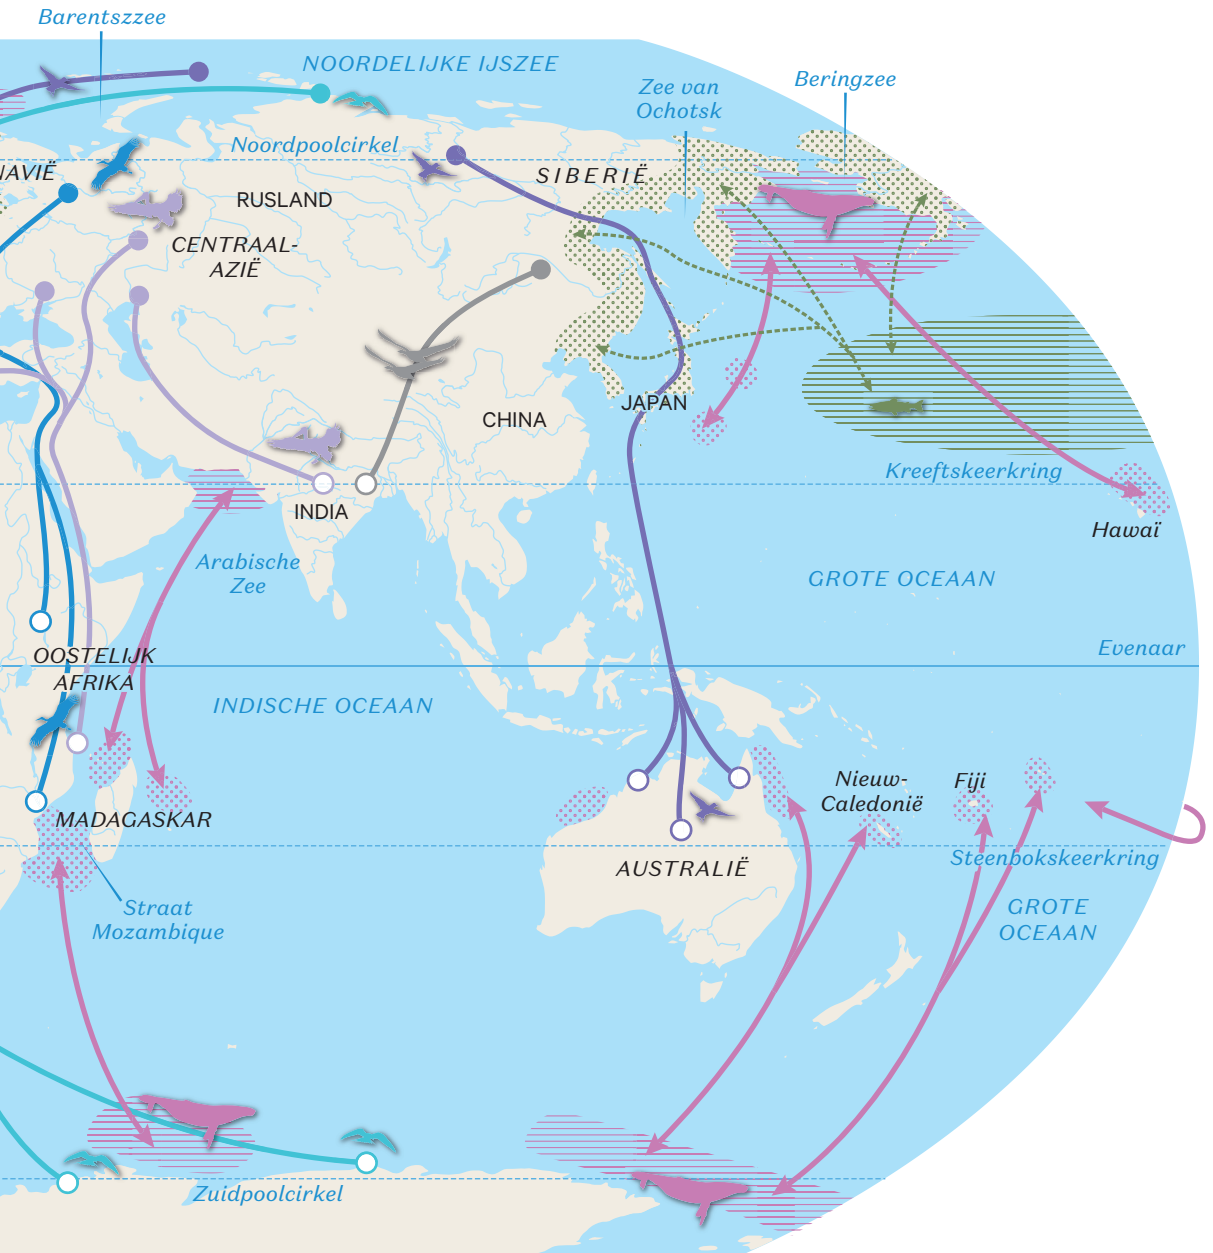 Barentszzee
NOORDELIJKE IJSZEE
Zee van
Ochotsk
Beringzee
Noordpoolcirkel
NAVIË
SIBERIË
RUSLAND
CENTRAAL-
AZIË
JAPAN
CHINA
Kreeftskeerkring
INDIA
Hawaï
Arabische
Zee
GROTE OCEAAN
Evenaar
OOSTELIJK
AFRIKA
INDISCHE OCEAAN
Nieuw-
Caledonië
Fiji
MADAGASKAR
AUSTRALIË
Steenbokskeerkring
Straat
Mozambique
GROTE
OCEAAN
Zuidpoolcirkel